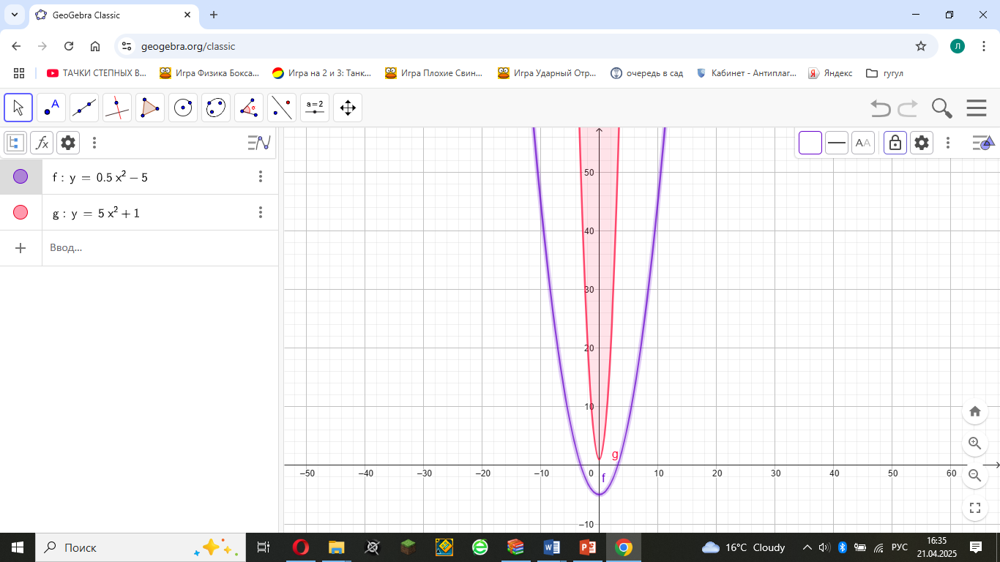 GeoGebra Classic
geogebra.org/classic
Л
ТАЧКИ СТЕПНЫХ В...
Игра Физика Бокса...
Игра на 2 и 3: Танк...
Игра Плохие Свин...
Игра Ударный Отр...
очередь в сад
Кабинет - Антиплаг...
Яндекс
гугул
A
a=2
fx
AA
f : y = 0.5 x² – 5
g : y = 5 x² + 1
Ввод...
50
40
30
20
10
–10
–50 –40 –30 –20 –10 0 10 20 30 40 50 60
g
f
Поиск
16°C Cloudy
РУС
16:35
21.04.2025